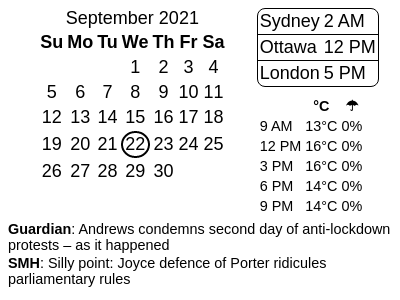 September 2021
Su Mo Tu We Th Fr Sa
1 2 3 4
5 6 7 8 9 10 11
12 13 14 15 16 17 18
19 20 21 22 23 24 25
26 27 28 29 30
Sydney 2 AM
Ottawa 12 PM
London 5 PM
°C ☂
9 AM 13°C 0%
12 PM 16°C 0%
3 PM 16°C 0%
6 PM 14°C 0%
9 PM 14°C 0%
Guardian: Andrews condemns second day of anti-lockdown
protests – as it happened
SMH: Silly point: Joyce defence of Porter ridicules
parliamentary rules